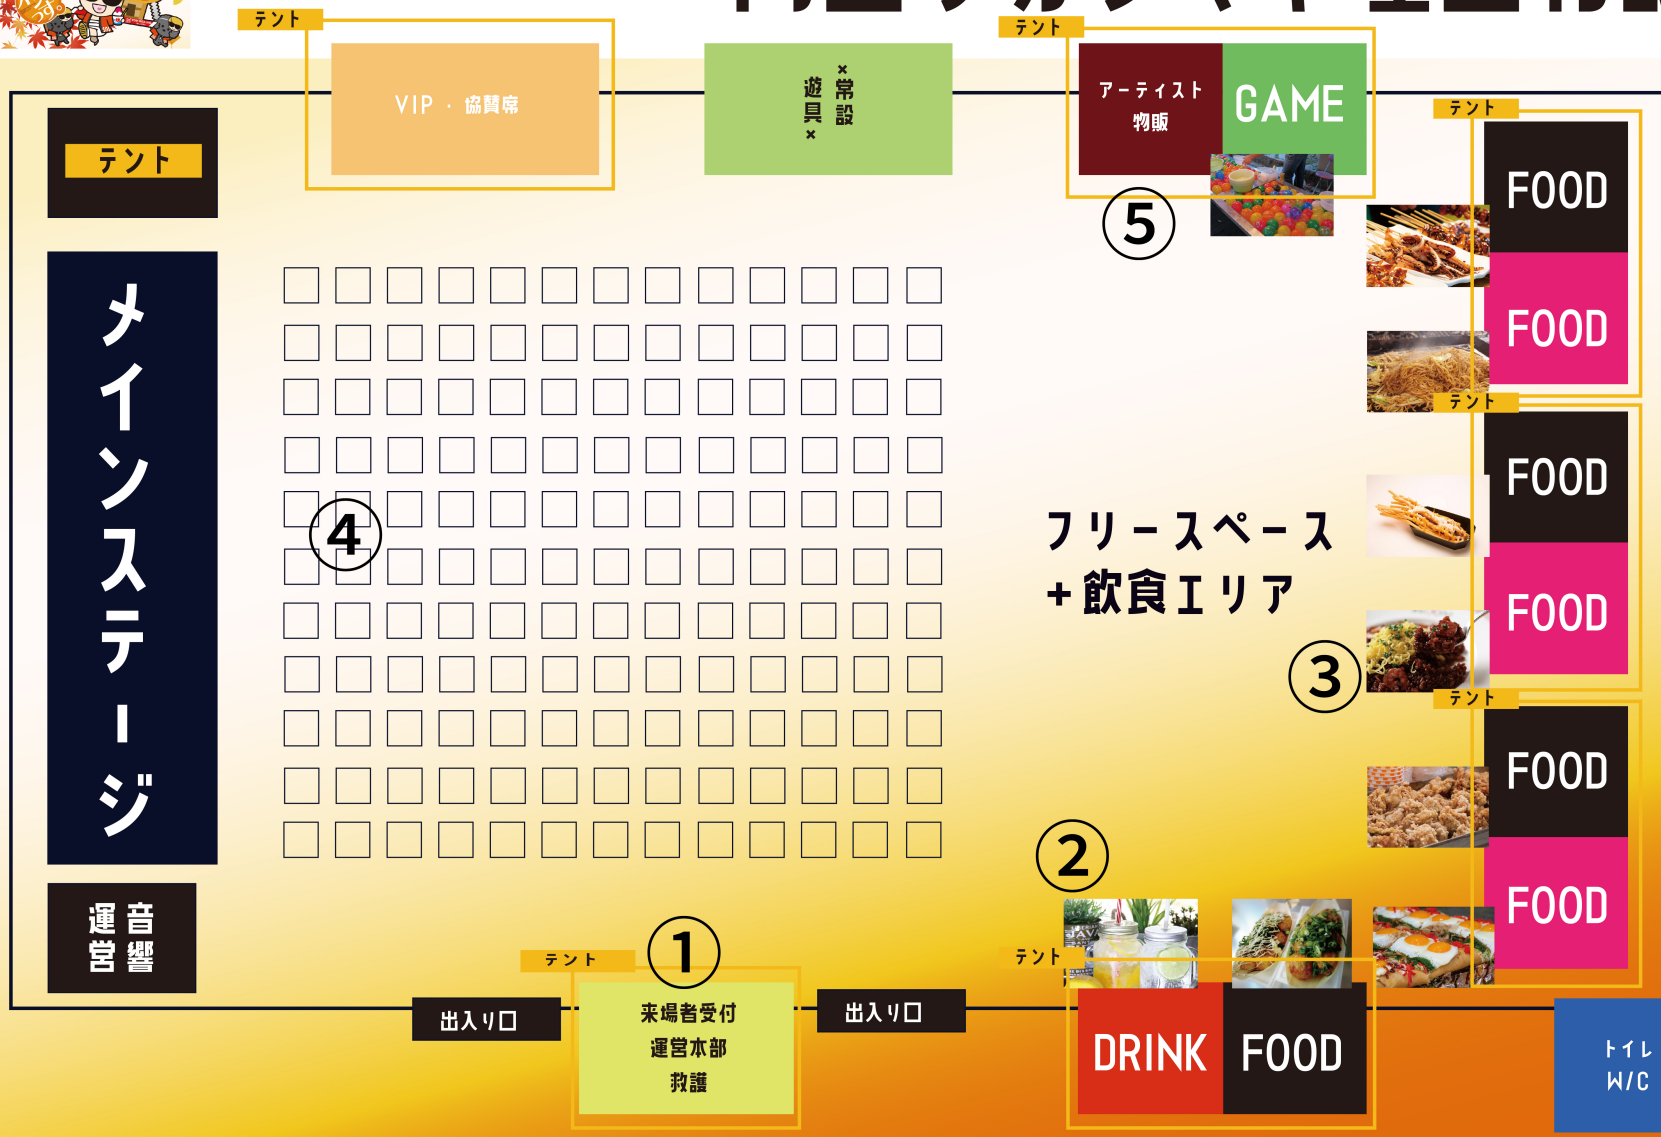 テント
テント
VIP・協賛席
×常設
遊具×
アーティスト
物販
GAME
テント
テント
FOOD
FOOD
⑤
メインステージ
テント
FOOD
FOOD
④
フリースペース
+飲食エリア
③
テント
FOOD
FOOD
②
音響
運営
テント
①
テント
出入り口
来場者受付
運営本部
救護
出入り口
DRINK
FOOD
トイレ
W/C